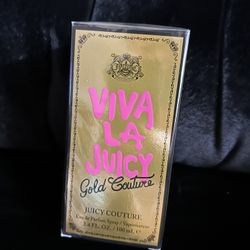 VIVA
LA
JUICY
Gold Couture
JUICY COUTURE
Eau de Parfum Spray / Vaporisateur
3.4 FL. OZ. / 100 mL ℮